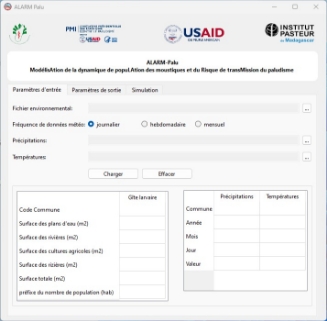 ALARM-Palu
PMI
USAID
INSTITUT
PASTEUR
de Madagascar
ALARM-Palu
ModélisAtion de la dynamique de popuLAtion des moustiques et du Risque de transMission du paludisme
Paramètres d'entrée Paramètres de sortie Simulation
Fichier environnemental: ...
Fréquence de données météo: journalier hebdomadaire mensuel
Précipitations: ...
Températures: ...
Charger Effacer
Gîte larvaire
Code Commune
Surface des plans d'eau (m2)
Surface des rivières (m2)
Surface des cultures agricoles (m2)
Surface des rizières (m2)
Surface totale (m2)
préfixe du nombre de population (hab)
Précipitations Températures
Commune
Année
Mois
Jour
Valeur